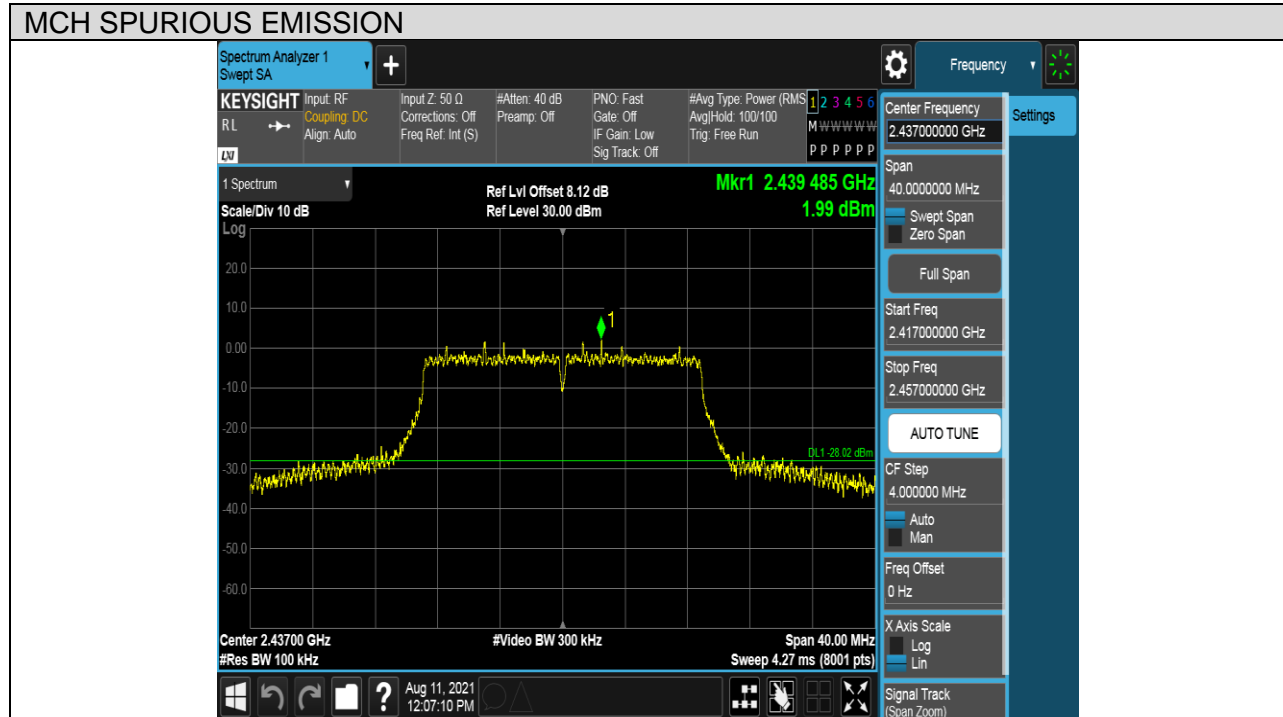 MCH SPURIOUS EMISSION
Spectrum Analyzer 1
Swept SA
Frequency
KEYSIGHT
RL
LXI
Input: RF
Coupling: DC
Align: Auto
Input Z: 50 Ω
Corrections: Off
Freq Ref: Int (S)
#Atten: 40 dB
Preamp: Off
PNO: Fast
Gate: Off
IF Gain: Low
Sig Track: Off
#Avg Type: Power (RMS
Avg|Hold: 100/100
Trig: Free Run
1 2 3 4 5 6
M W W W W W
P P P P P P
1 Spectrum
Scale/Div 10 dB
Log
Ref Lvl Offset 8.12 dB
Ref Level 30.00 dBm
Mkr1 2.439 485 GHz
1.99 dBm
20.0
10.0
0.00
-10.0
-20.0
-30.0
-40.0
-50.0
-60.0
1
DL1 -28.02 dBm
Center 2.43700 GHz
#Res BW 100 kHz
#Video BW 300 kHz
Span 40.00 MHz
Sweep 4.27 ms (8001 pts)
?
Aug 11, 2021
12:07:10 PM
Center Frequency
2.437000000 GHz
Settings
Span
40.0000000 MHz
Swept Span
Zero Span
Full Span
Start Freq
2.417000000 GHz
Stop Freq
2.457000000 GHz
AUTO TUNE
CF Step
4.000000 MHz
Auto
Man
Freq Offset
0 Hz
X Axis Scale
Log
Lin
Signal Track
(Span Zoom)